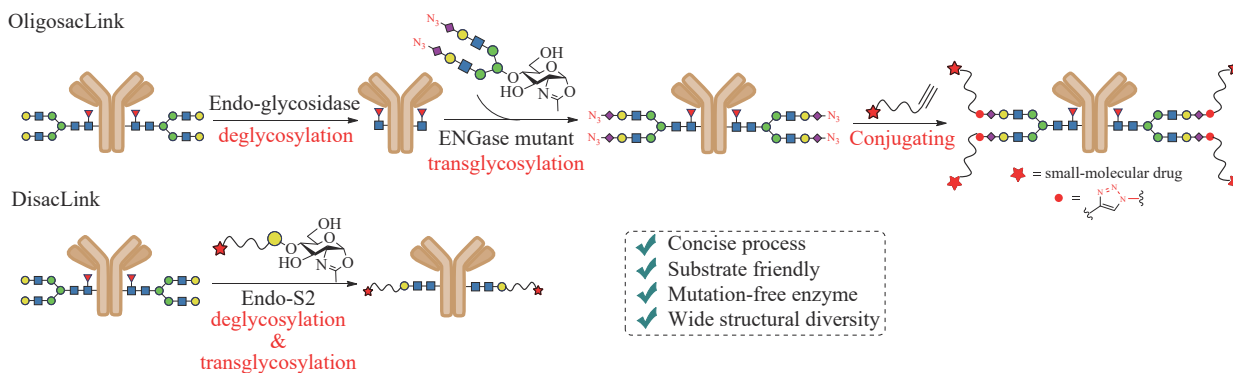 OligosacLink
N₃
N₃
OH
O
O
HO
N
O
Endo-glycosidase
deglycosylation
ENGase mutant
transglycosylation
N₃
N₃
N₃
N₃
Conjugating
= small-molecular drug
= N N N
DisacLink
OH
O
O
HO
N
O
Endo-S2
deglycosylation
&
transglycosylation
Concise process
Substrate friendly
Mutation-free enzyme
Wide structural diversity